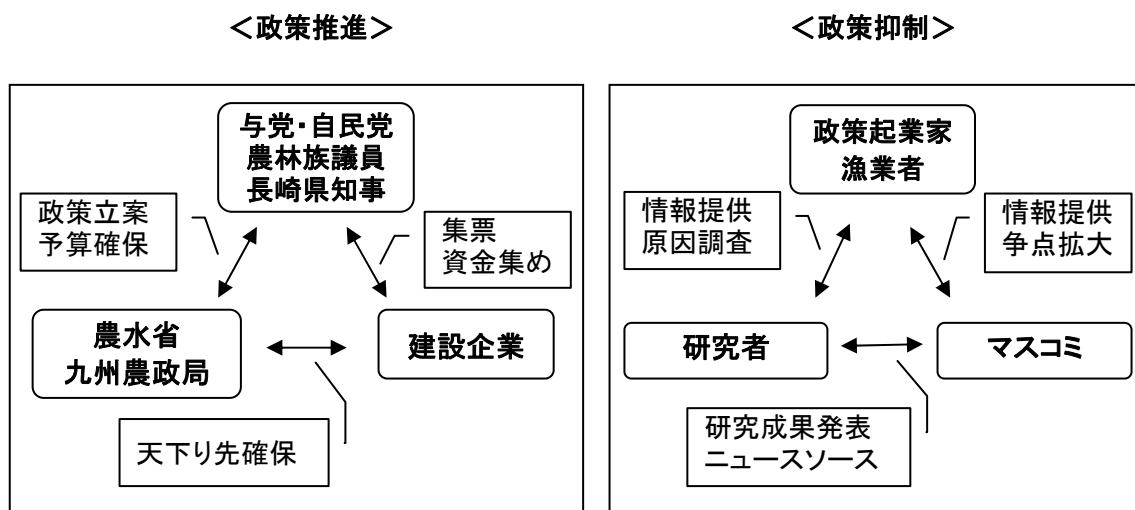 ＜政策推進＞
与党・自民党
農林族議員
長崎県知事
政策立案
予算確保
集票
資金集め
農水省
九州農政局
建設企業
天下り先確保
＜政策抑制＞
政策起業家
漁業者
情報提供
原因調査
情報提供
争点拡大
研究者
マスコミ
研究成果発表
ニュースソース